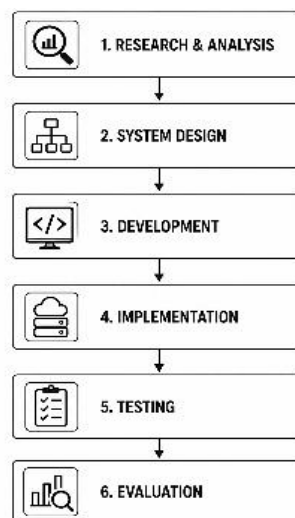 1. RESEARCH & ANALYSIS
2. SYSTEM DESIGN
</>
3. DEVELOPMENT
4. IMPLEMENTATION
5. TESTING
6. EVALUATION